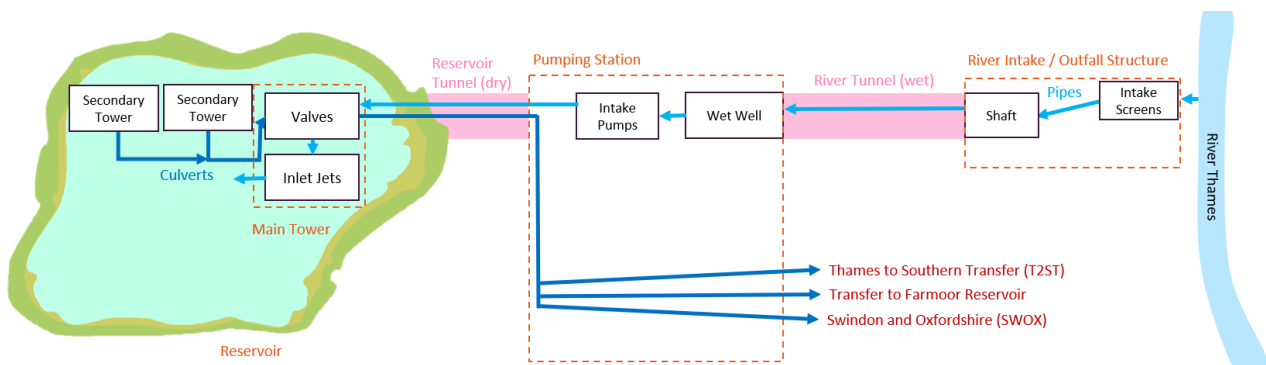 Pumping Station
River Intake / Outfall Structure
Reservoir
Tunnel (dry)
River Tunnel (wet)
Pipes
Secondary
Tower
Secondary
Tower
Valves
Intake
Pumps
Wet Well
Shaft
Intake
Screens
Culverts
Inlet Jets
Main Tower
River Thames
Thames to Southern Transfer (T2ST)
Transfer to Farmoor Reservoir
Swindon and Oxfordshire (SWOX)
Reservoir